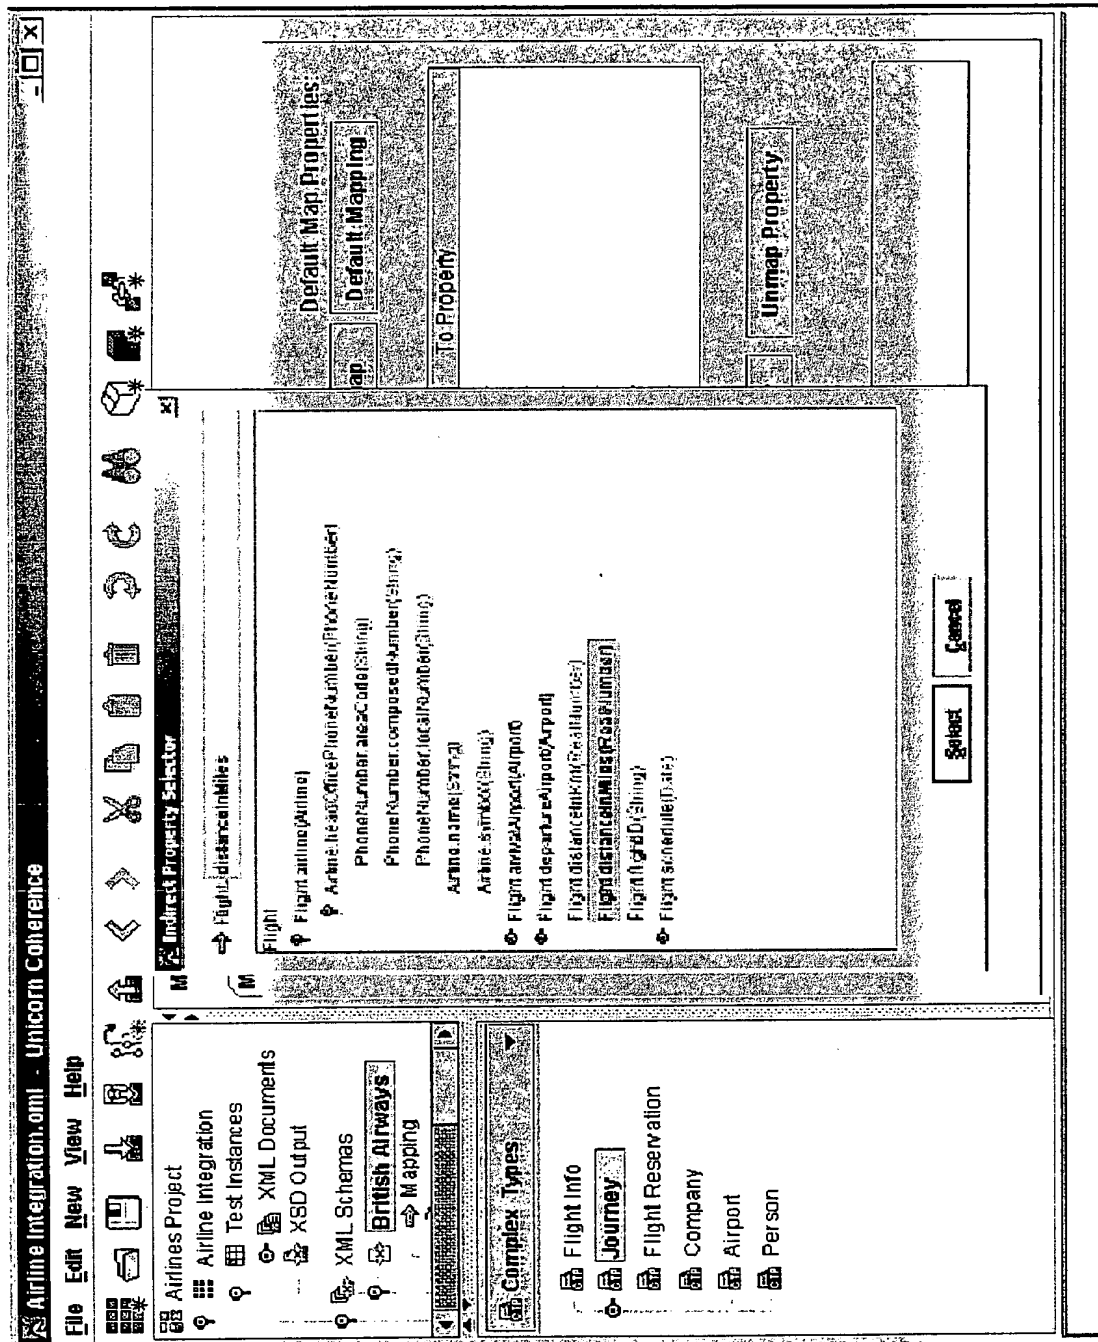 Airline Integration.oml - Unicorn Coherence
File Edit New View Help
Airlines Project
Airline Integration
Test Instances
XML Documents
XSD Output
XML Schemas
British Airways
Mapping
Complex Types
Flight Info
Journey
Flight Reservation
Company
Airport
Person
M
M
Indirect Property Selector
Flight.distanceInMiles
Flight
Flight.airline(Airline)
Airline.headOfficePhoneNumber(PhoneNumber)
PhoneNumber.areaCode(String)
PhoneNumber.composedNumber(String)
PhoneNumber.localNumber(String)
Airline.name(String)
Airline.symbol(String)
Flight.arrivalAirport(Airport)
Flight.departureAirport(Airport)
Flight.distanceInKm(RealNumber)
Flight.distanceInMiles(RealNumber)
Flight.flightID(String)
Flight.schedule(Date)
Select
Cancel
Default Map Properties:
ap
Default Mapping
To Property
Unmap Property